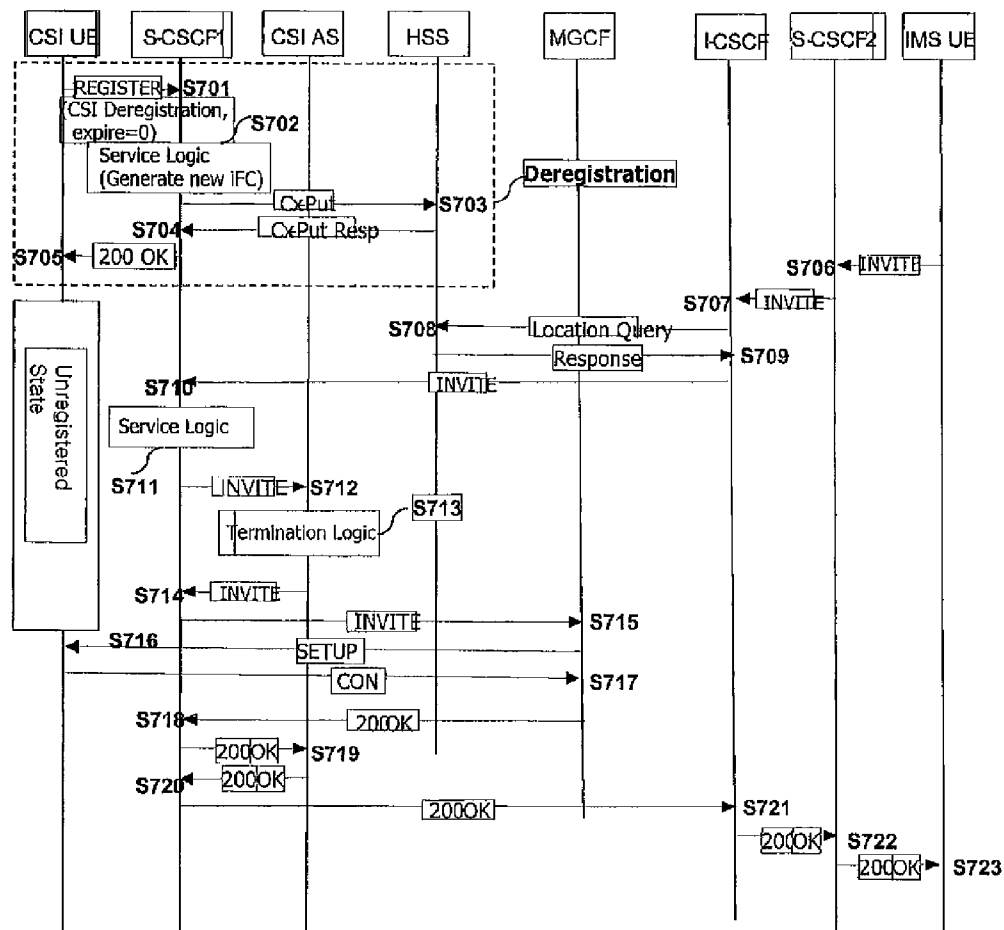 CSI UE
S-CSCF1
CSI AS
HSS
MGCF
I-CSCF
S-CSCF2
IMS UE
REGISTER
S701
(CSI Deregistration,
expire=0)
S702
Service Logic
(Generate new iFC)
Deregistration
CxPut
S703
S704
CxPut Resp
S705
200 OK
S706
INVITE
S707
INVITE
S708
Location Query
Response
S709
S710
INVITE
Unregistered
State
Service Logic
S711
INVITE
S712
S713
Termination Logic
S714
INVITE
INVITE
S715
S716
SETUP
CON
S717
S718
200OK
200OK
S719
S720
200OK
200OK
S721
200OK
S722
200OK
S723